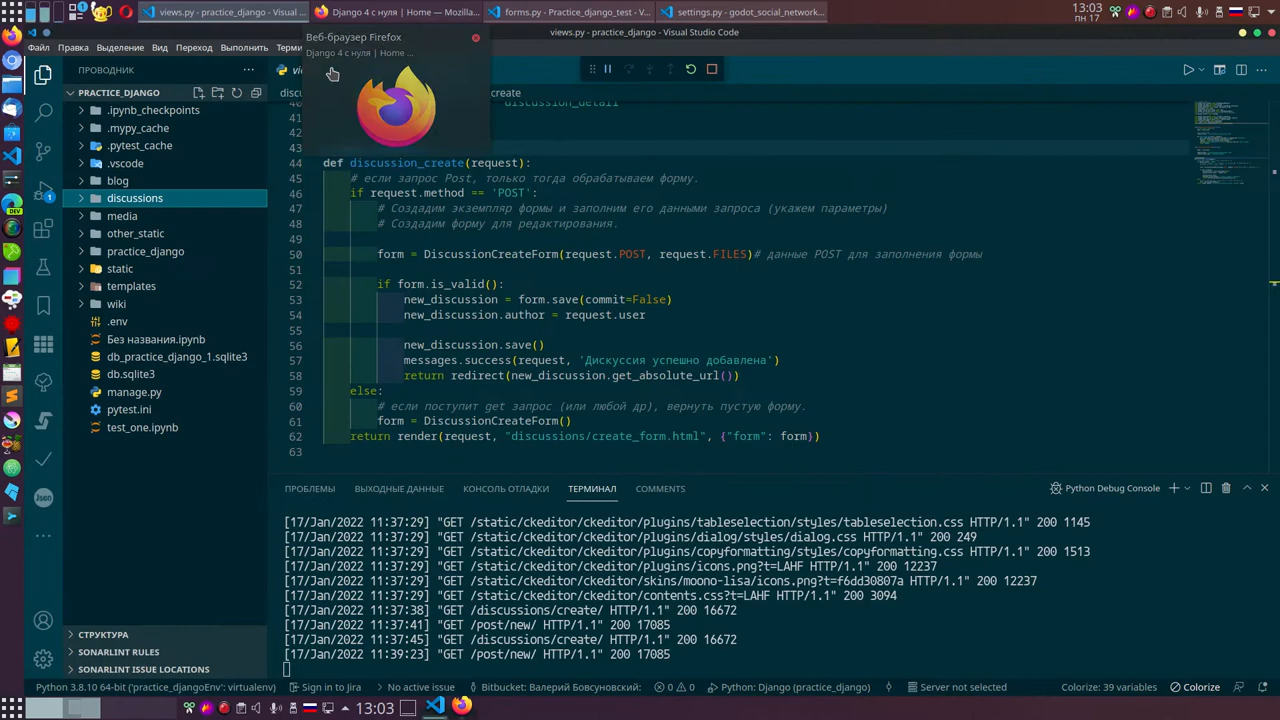 views.py - practice_django - Visual ...
Django 4 с нуля | Home — Mozilla...
forms.py - Practice_django_test - V...
settings.py - godot_social_network...
13:03
пн 17
Веб-браузер Firefox
Django 4 с нуля | Home ...
views.py - practice_django - Visual Studio Code
Файл
Правка
Выделение
Вид
Переход
Выполнить
ПРОВОДНИК
PRACTICE_DJANGO
.ipynb_checkpoints
.mypy_cache
.pytest_cache
.vscode
blog
discussions
media
other_static
practice_django
static
templates
wiki
.env
Без названия.ipynb
db_practice_django_1.sqlite3
db.sqlite3
manage.py
pytest.ini
test_one.ipynb
СТРУКТУРА
SONARLINT RULES
SONARLINT ISSUE LOCATIONS
40 discussion_detail
41
42
43
44 def discussion_create(request):
45 # если запрос Post, только тогда обрабатываем форму.
46 if request.method == 'POST':
47 # Создадим экземпляр формы и заполним его данными запроса (укажем параметры)
48 # Создадим форму для редактирования.
49
50 form = DiscussionCreateForm(request.POST, request.FILES)# данные POST для заполнения формы
51
52 if form.is_valid():
53 new_discussion = form.save(commit=False)
54 new_discussion.author = request.user
55
56 new_discussion.save()
57 messages.success(request, 'Дискуссия успешно добавлена')
58 return redirect(new_discussion.get_absolute_url())
59 else:
60 # если поступит get запрос (или любой др), вернуть пустую форму.
61 form = DiscussionCreateForm()
62 return render(request, "discussions/create_form.html", {"form": form})
63
ПРОБЛЕМЫ
ВЫХОДНЫЕ ДАННЫЕ
КОНСОЛЬ ОТЛАДКИ
ТЕРМИНАЛ
COMMENTS
Python Debug Console
[17/Jan/2022 11:37:29] "GET /static/ckeditor/ckeditor/plugins/tableselection/styles/tableselection.css HTTP/1.1" 200 1145
[17/Jan/2022 11:37:29] "GET /static/ckeditor/ckeditor/plugins/dialog/styles/dialog.css HTTP/1.1" 200 249
[17/Jan/2022 11:37:29] "GET /static/ckeditor/ckeditor/plugins/copyformatting/styles/copyformatting.css HTTP/1.1" 200 1513
[17/Jan/2022 11:37:29] "GET /static/ckeditor/ckeditor/plugins/icons.png?t=LAHF HTTP/1.1" 200 12237
[17/Jan/2022 11:37:29] "GET /static/ckeditor/ckeditor/skins/moono-lisa/icons.png?t=f6dd30807a HTTP/1.1" 200 12237
[17/Jan/2022 11:37:29] "GET /static/ckeditor/ckeditor/contents.css?t=LAHF HTTP/1.1" 200 3094
[17/Jan/2022 11:37:38] "GET /discussions/create/ HTTP/1.1" 200 16672
[17/Jan/2022 11:37:41] "GET /post/new/ HTTP/1.1" 200 17085
[17/Jan/2022 11:37:45] "GET /discussions/create/ HTTP/1.1" 200 16672
[17/Jan/2022 11:39:23] "GET /post/new/ HTTP/1.1" 200 17085
Python 3.8.10 64-bit ('practice_djangoEnv': virtualenv)
Sign in to Jira
No active issue
Bitbucket: Валерий Бовсуновский:
0
0
Python: Django (practice_django)
Server not selected
Colorize: 39 variables
Colorize
13:03